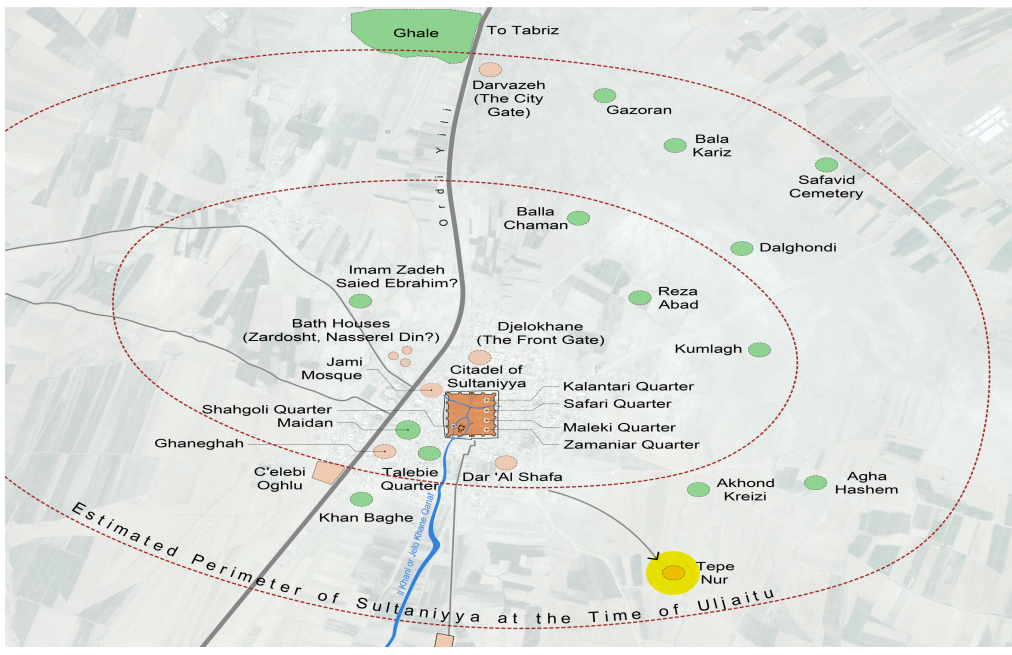 Ghale
To Tabriz
Darvazeh
(The City
Gate)
Gazoran
Bala
Kariz
Safavid
Cemetery
Ordi Yili
Balla
Chaman
Dalghondi
Imam Zadeh
Saied Ebrahim?
Reza
Abad
Bath Houses
(Zardosht, Nasserel Din?)
Djelokhane
(The Front Gate)
Kumlagh
Jami
Mosque
Citadel of
Sultaniyya
Kalantari Quarter
Safari Quarter
Maleki Quarter
Zamaniar Quarter
Shahgoli Quarter
Maidan
Ghaneghah
C'elebi
Oghlu
Talebie
Quarter
Dar 'Al Shafa
Khan Baghe
Akhond
Kreizi
Agha
Hashem
Il Khani or Jelo Khane Qanat
Tepe
Nur
Estimated Perimeter of Sultaniyya at the Time of Uljaitu